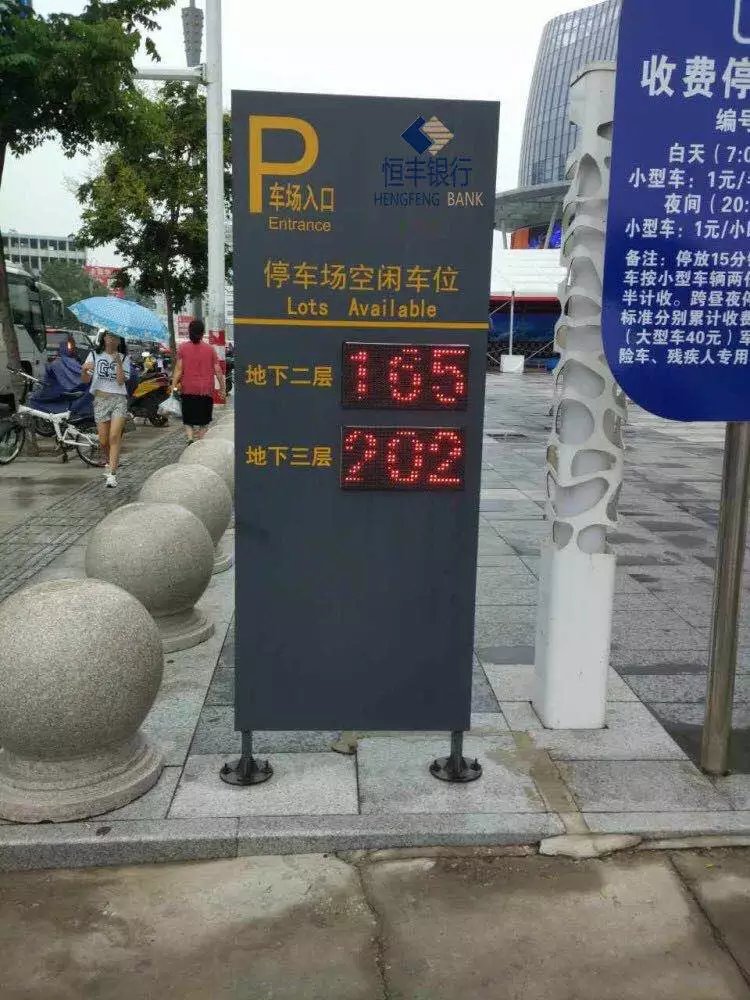 P
车场入口
Entrance
恒丰银行
HENGFENG BANK
停车场空闲车位
Lots Available
地下二层 165
地下三层 202
收费停
编号
白天(7:0
小型车:1元/半
夜间(20:
小型车:1元/小
备注:停放15分
车按小型车辆两
半计收。跨昼夜
标准分别累计收费
(大型车40元)车
险车、残疾人专用